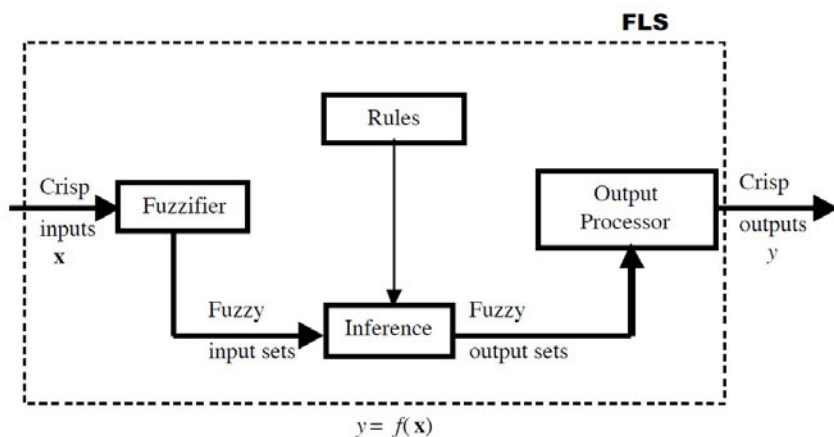 FLS
Rules
Crisp
inputs
x
Fuzzifier
Output
Processor
Crisp
outputs
y
Fuzzy
input sets
Inference
Fuzzy
output sets
y = f(x)